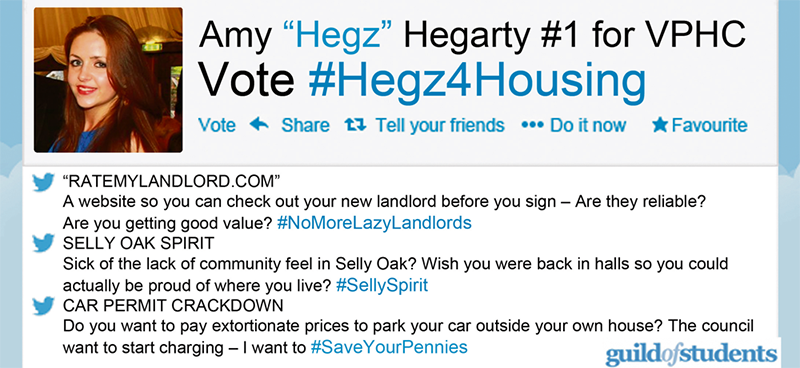 Amy “Hegz” Hegarty #1 for VPHC
Vote #Hegz4Housing
Vote Share Tell your friends ••• Do it now Favourite
“RATEMYLANDLORD.COM”
A website so you can check out your new landlord before you sign – Are they reliable?
Are you getting good value? #NoMoreLazyLandlords
SELLY OAK SPIRIT
Sick of the lack of community feel in Selly Oak? Wish you were back in halls so you could
actually be proud of where you live? #SellySpirit
CAR PERMIT CRACKDOWN
Do you want to pay extortionate prices to park your car outside your own house? The council
want to start charging – I want to #SaveYourPennies
guildofstudents